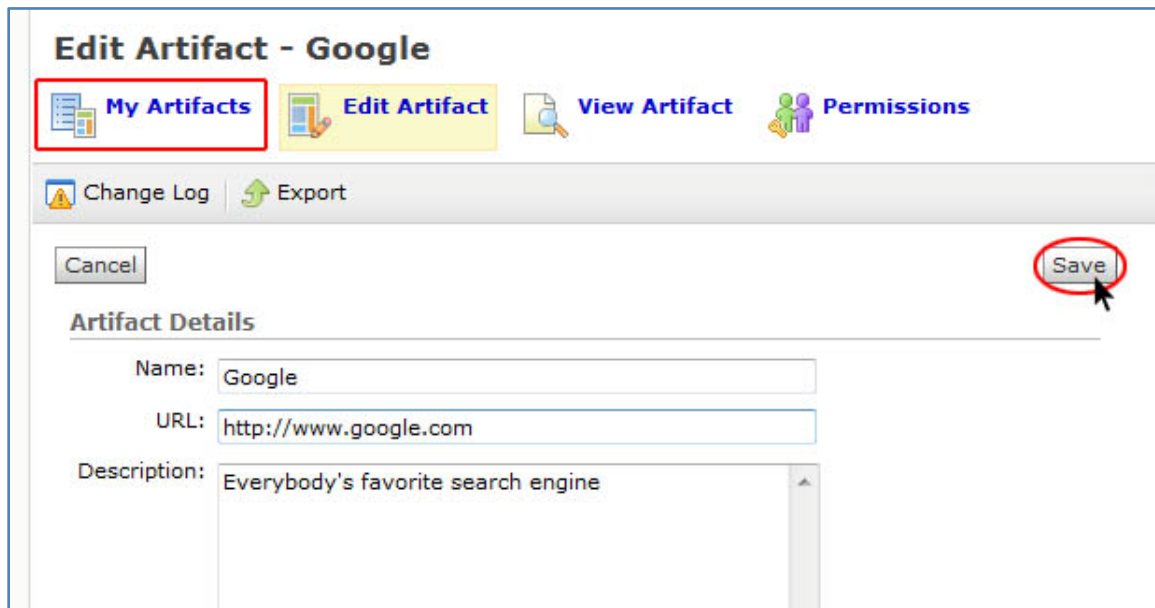 Edit Artifact - Google
My Artifacts Edit Artifact View Artifact Permissions
Change Log Export
Cancel Save
Artifact Details
Name: Google
URL: http://www.google.com
Description: Everybody's favorite search engine